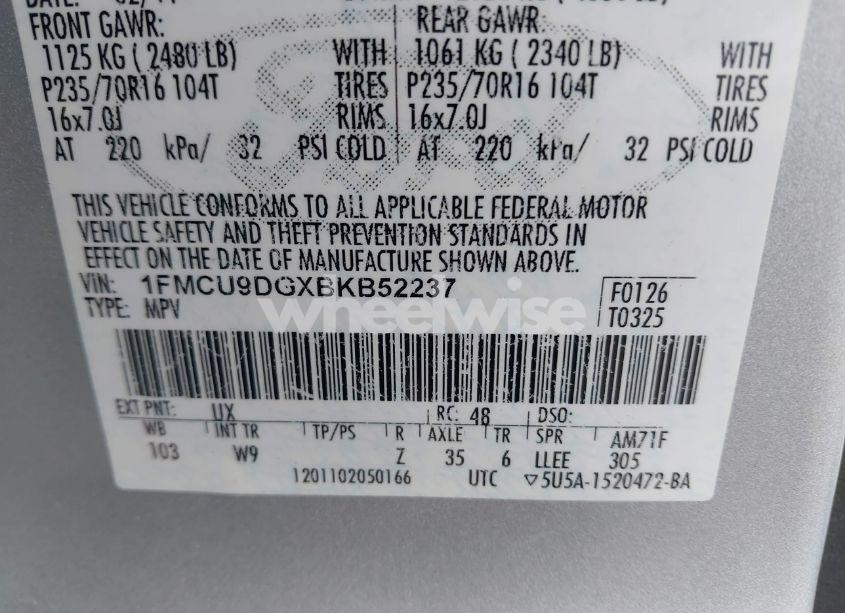 FRONT GAWR: REAR GAWR:
1125 KG ( 2480 LB) WITH 1061 KG ( 2340 LB) WITH
P235/70R16 104T TIRES P235/70R16 104T TIRES
16x7.0J RIMS 16x7.0J RIMS
AT 220 kPa/ 32 PSI COLD AT 220 kPa/ 32 PSI COLD
THIS VEHICLE CONFORMS TO ALL APPLICABLE FEDERAL MOTOR
VEHICLE SAFETY AND THEFT PREVENTION STANDARDS IN
EFFECT ON THE DATE OF MANUFACTURE SHOWN ABOVE.
VIN: 1FMCU9DGXBKB52237 F0126
TYPE: MPV T0325
wheelwise
EXT PNT: UX RC: 48 DSO:
WB INT TR TP/PS R AXLE TR SPR AM71F
103 W9 Z 35 6 LLEE 305
1201102050166 UTC ▽5U5A-1520472-BA